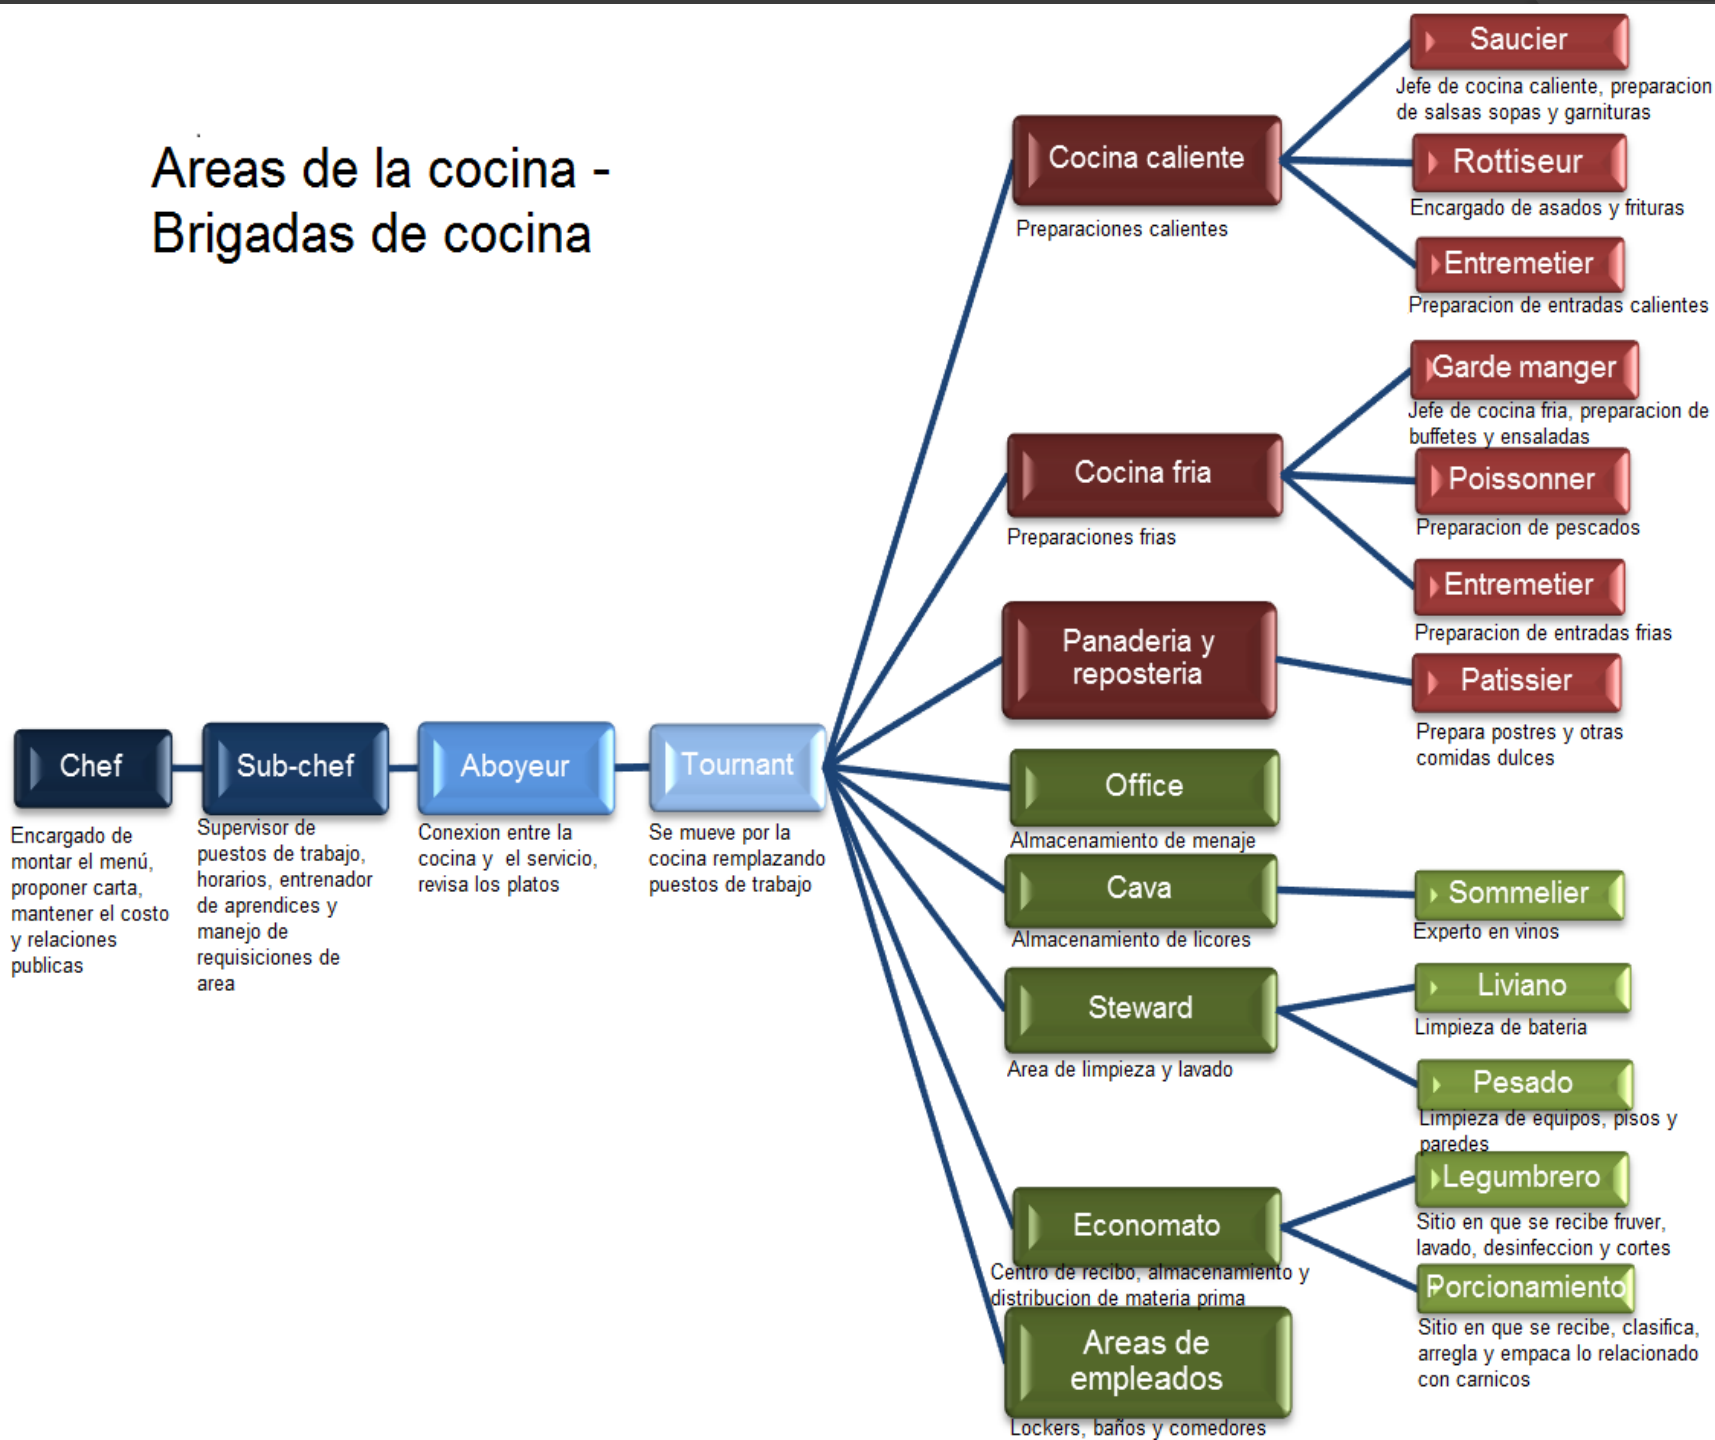 Areas de la cocina -
Brigadas de cocina
Chef
Encargado de
montar el menú,
proponer carta,
mantener el costo
y relaciones
publicas
Sub-chef
Supervisor de
puestos de trabajo,
horarios, entrenador
de aprendices y
manejo de
requisiciones de
area
Aboyeur
Conexion entre la
cocina y el servicio,
revisa los platos
Tournant
Se mueve por la
cocina remplazando
puestos de trabajo
Cocina caliente
Preparaciones calientes
Saucier
Jefe de cocina caliente, preparacion
de salsas sopas y garnituras
Rottiseur
Encargado de asados y frituras
Entremetier
Preparacion de entradas calientes
Cocina fria
Preparaciones frias
Garde manger
Jefe de cocina fria, preparacion de
buffetes y ensaladas
Poissonner
Preparacion de pescados
Entremetier
Preparacion de entradas frias
Panaderia y
reposteria
Patissier
Prepara postres y otras
comidas dulces
Office
Almacenamiento de menaje
Cava
Almacenamiento de licores
Sommelier
Experto en vinos
Steward
Area de limpieza y lavado
Liviano
Limpieza de bateria
Pesado
Limpieza de equipos, pisos y
paredes
Economato
Centro de recibo, almacenamiento y
distribucion de materia prima
Legumbrero
Sitio en que se recibe fruver,
lavado, desinfeccion y cortes
Porcionamiento
Sitio en que se recibe, clasifica,
arregla y empaca lo relacionado
con carnicos
Areas de
empleados
Lockers, baños y comedores